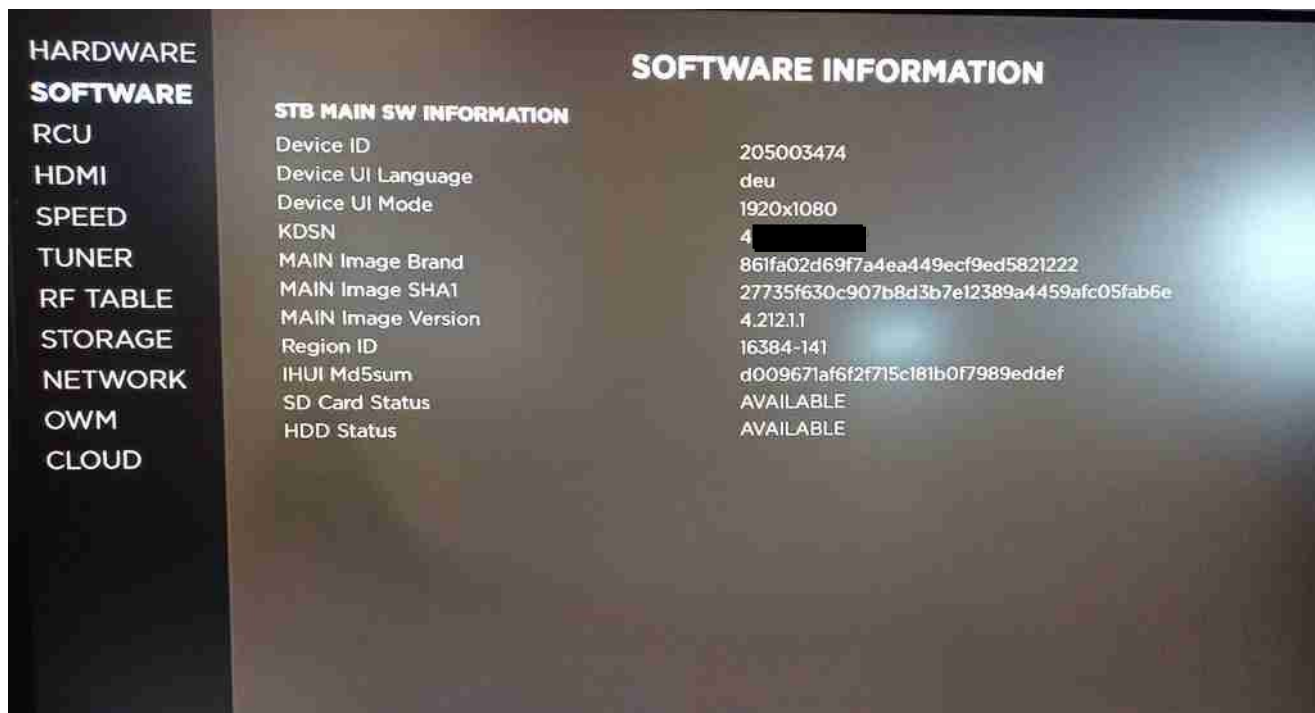 HARDWARE
SOFTWARE
RCU
HDMI
SPEED
TUNER
RF TABLE
STORAGE
NETWORK
OWM
CLOUD
SOFTWARE INFORMATION
STB MAIN SW INFORMATION
Device ID 205003474
Device UI Language deu
Device UI Mode 1920x1080
KDSN 4
MAIN Image Brand 861fa02d69f7a4ea449ecf9ed5821222
MAIN Image SHA1 27735f630c907b8d3b7e12389a4459afc05fab6e
MAIN Image Version 4.212.1.1
Region ID 16384-141
IHUI Md5sum d009671af6f2f715c181b0f7989eddef
SD Card Status AVAILABLE
HDD Status AVAILABLE